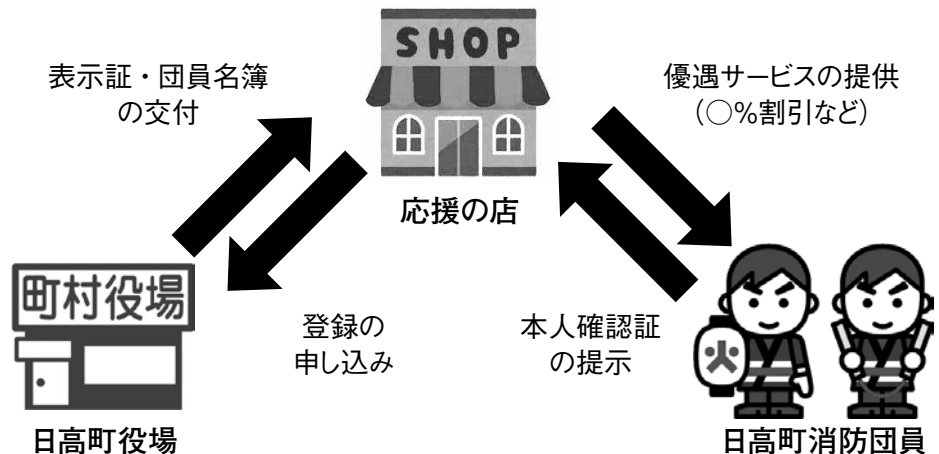 SHOP
表示証・団員名簿
の交付
優遇サービスの提供
(○%割引など)
応援の店
町村役場
登録の
申し込み
本人確認証
の提示
火
日高町役場
日高町消防団員